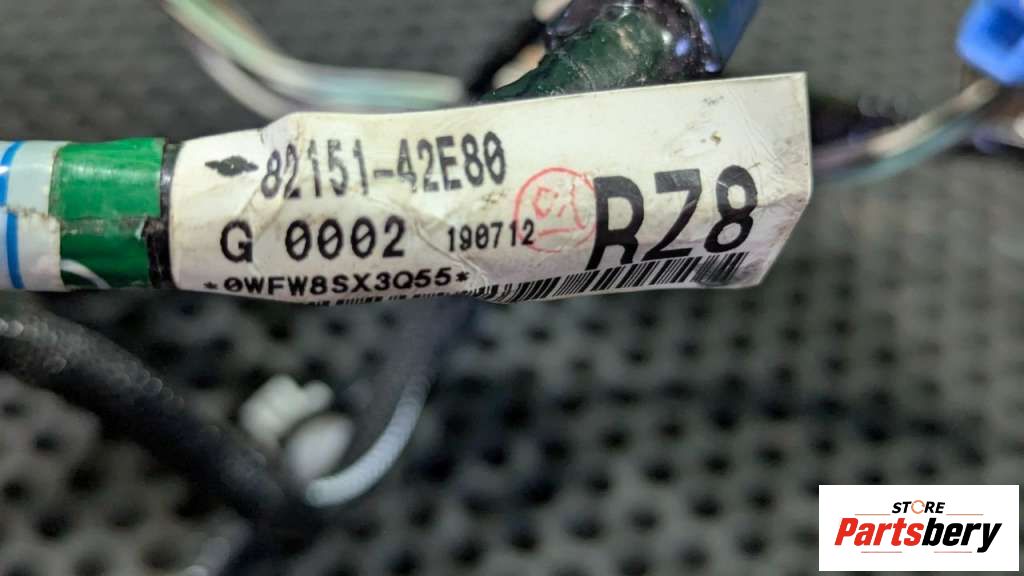 82151-42E80
G 0002 190712
RZ8
*0WFW8SX3Q55*
STORE
Partsbery